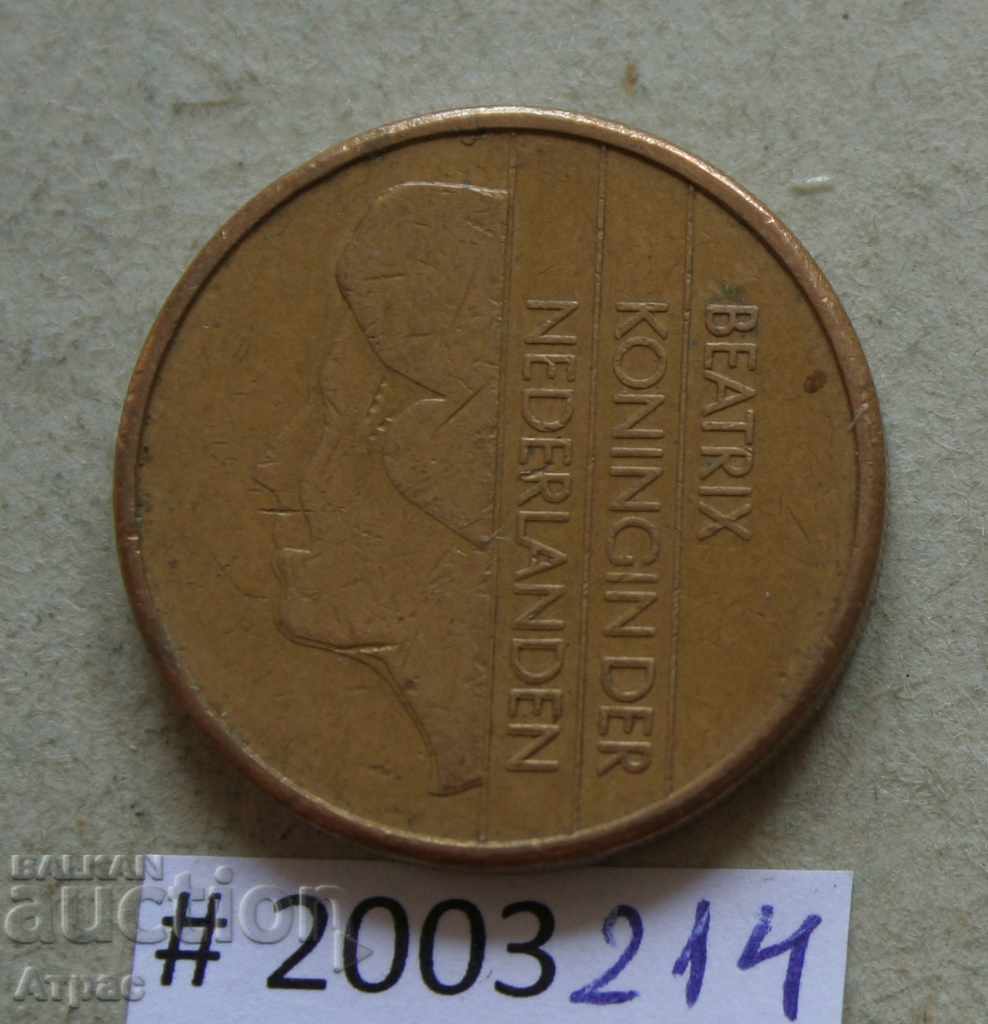 BEATRIX
KONINGIN DER
NEDERLANDEN
BALKAN
auction
Атрас
# 2003214